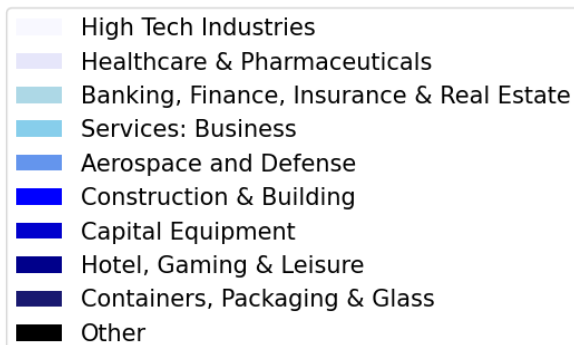 High Tech Industries
Healthcare & Pharmaceuticals
Banking, Finance, Insurance & Real Estate
Services: Business
Aerospace and Defense
Construction & Building
Capital Equipment
Hotel, Gaming & Leisure
Containers, Packaging & Glass
Other